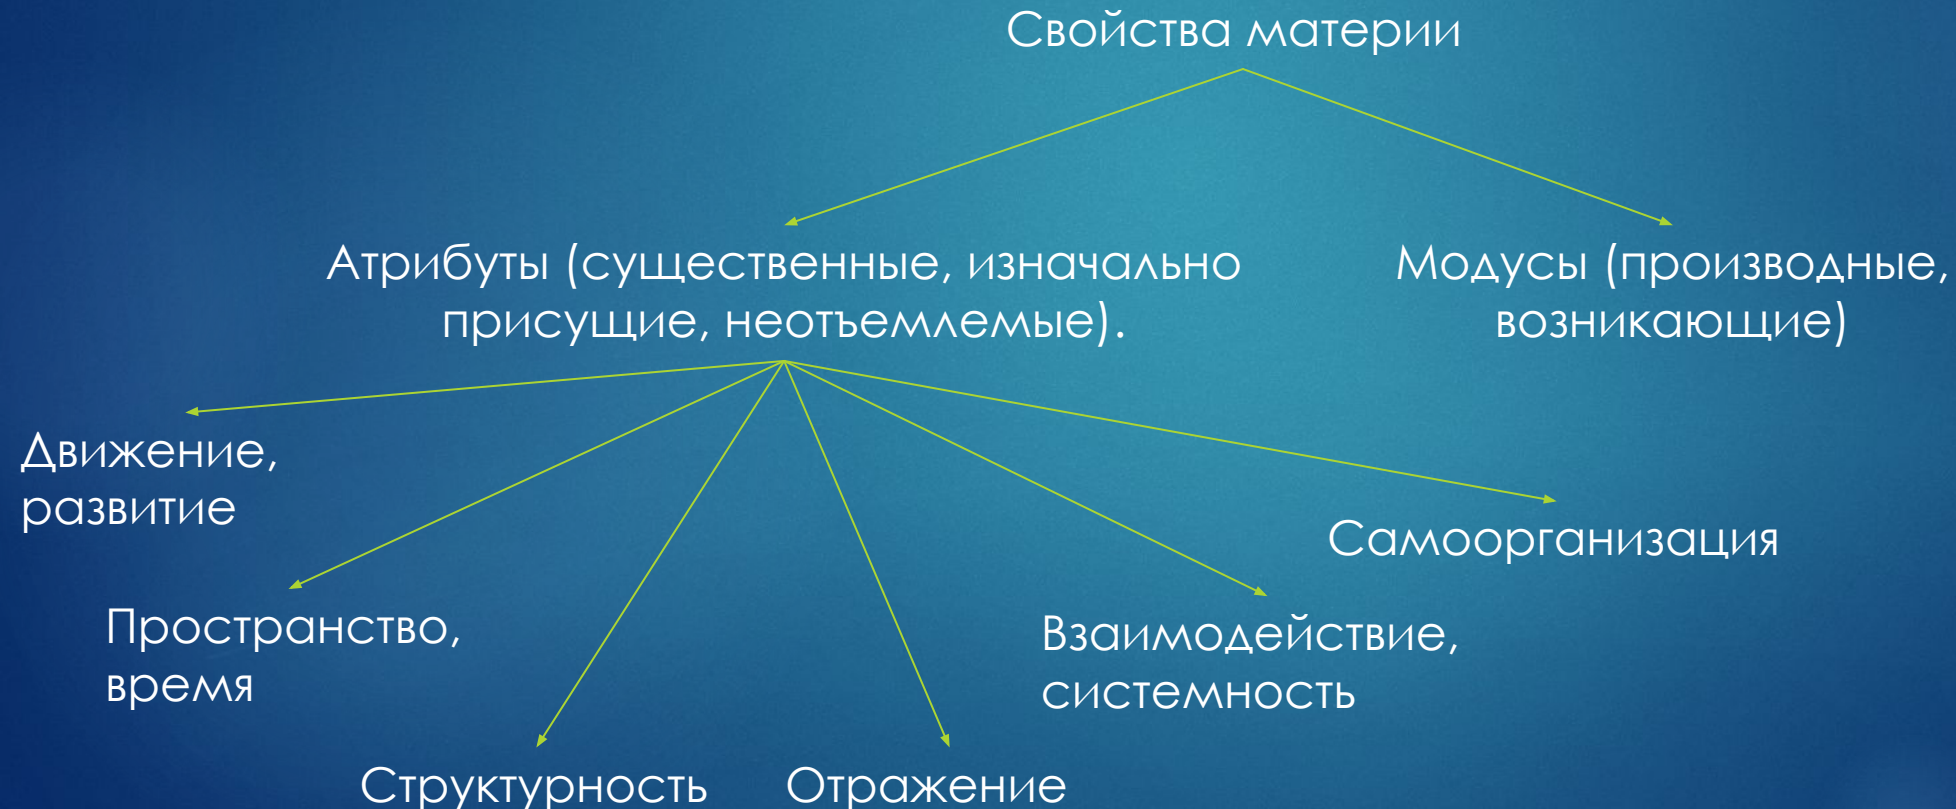 Свойства материи
Атрибуты (существенные, изначально
присущие, неотъемлемые).
Модусы (производные,
возникающие)
Движение,
развитие
Пространство,
время
Структурность
Отражение
Взаимодействие,
системность
Самоорганизация